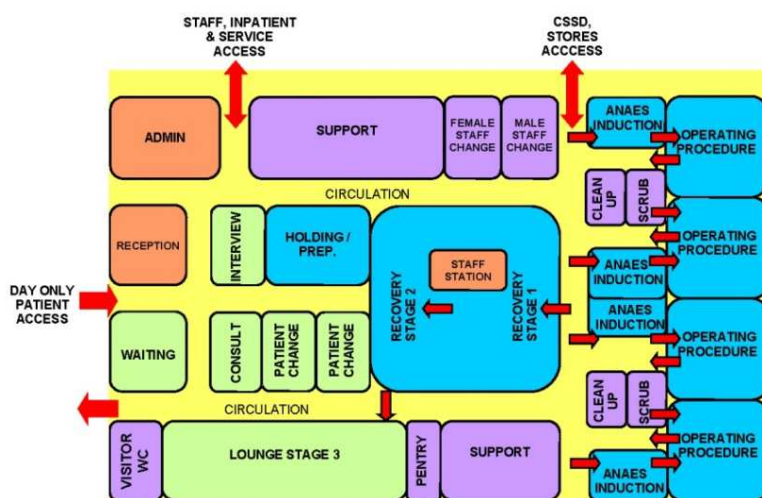 STAFF, INPATIENT
& SERVICE
ACCESS
CSSD,
STORES
ACCCESS
ADMIN
SUPPORT
FEMALE
STAFF
CHANGE
MALE
STAFF
CHANGE
ANAES
INDUCTION
OPERATING
PROCEDURE
CIRCULATION
CLEAN
UP
SCRUB
RECEPTION
INTERVIEW
HOLDING /
PREP.
STAFF
STATION
RECOVERY
STAGE 2
RECOVERY
STAGE 1
OPERATING
PROCEDURE
ANAES
INDUCTION
DAY ONLY
PATIENT
ACCESS
ANAES
INDUCTION
WAITING
CONSULT
PATIENT
CHANGE
PATIENT
CHANGE
OPERATING
PROCEDURE
CIRCULATION
CLEAN
UP
SCRUB
VISITOR
WC
LOUNGE STAGE 3
PENTRY
SUPPORT
OPERATING
PROCEDURE
ANAES
INDUCTION